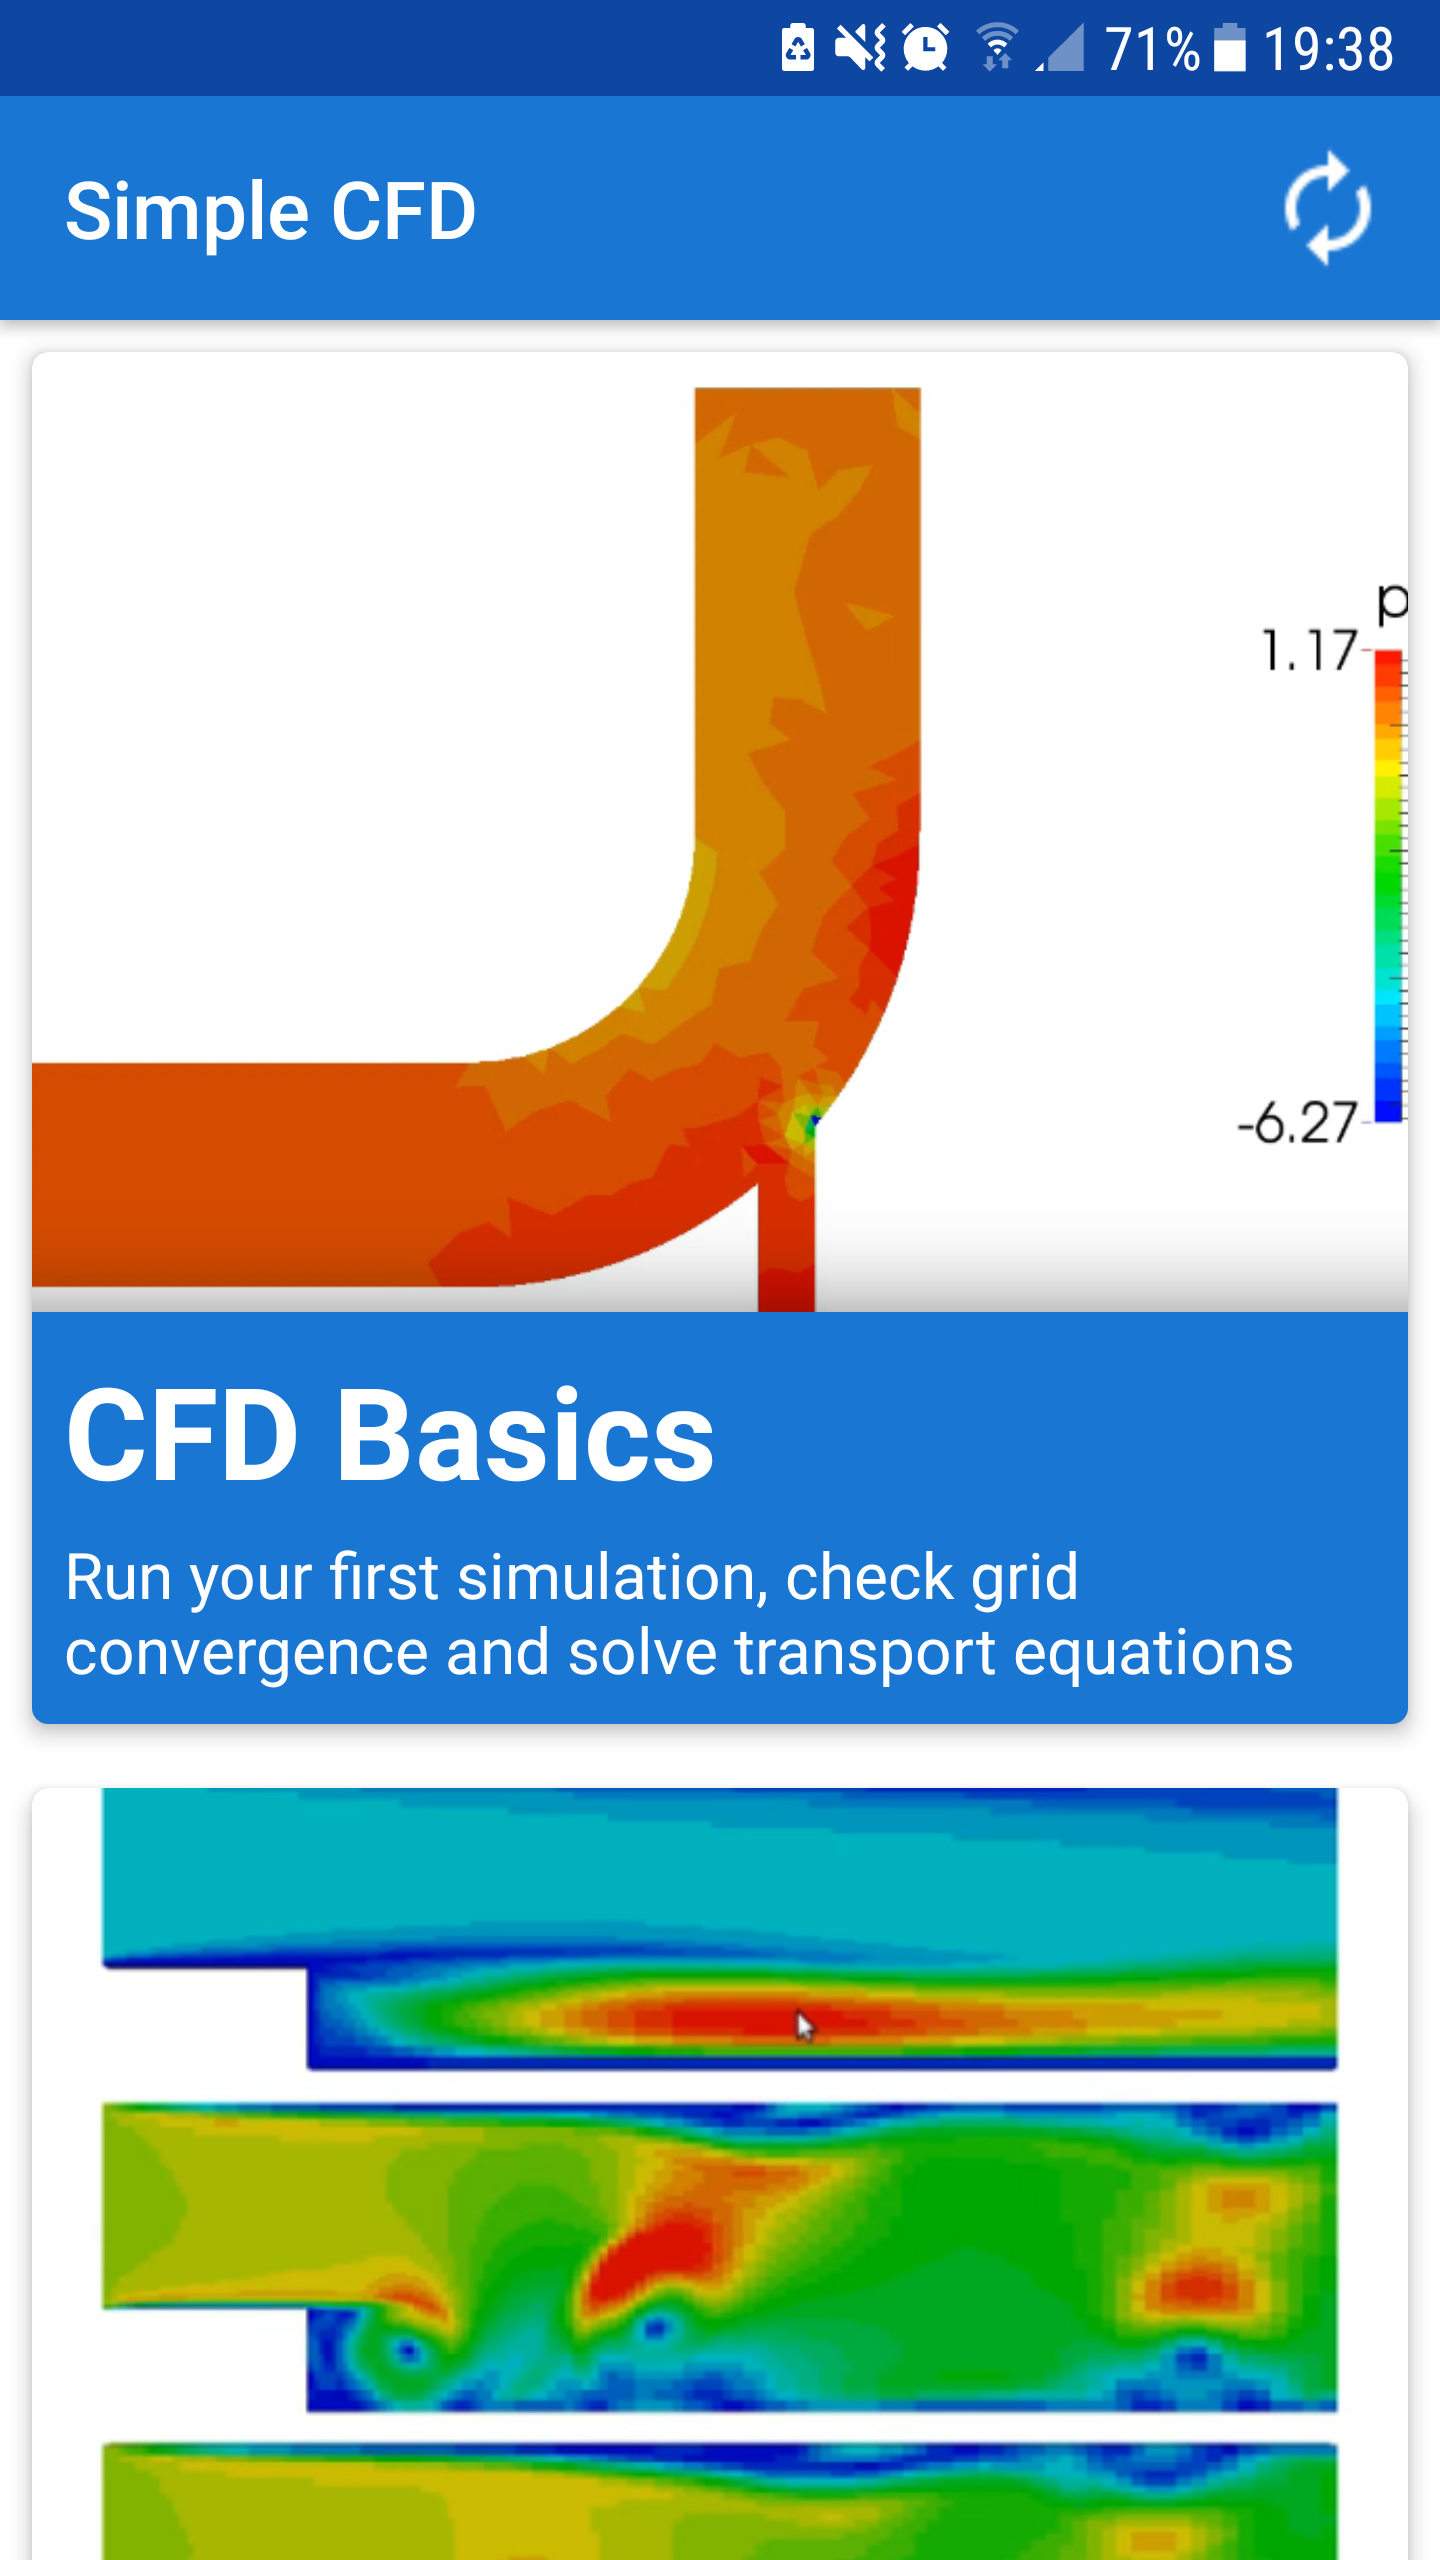 71% 19:38
Simple CFD
p
1.17
-6.27
CFD Basics
Run your first simulation, check grid
convergence and solve transport equations